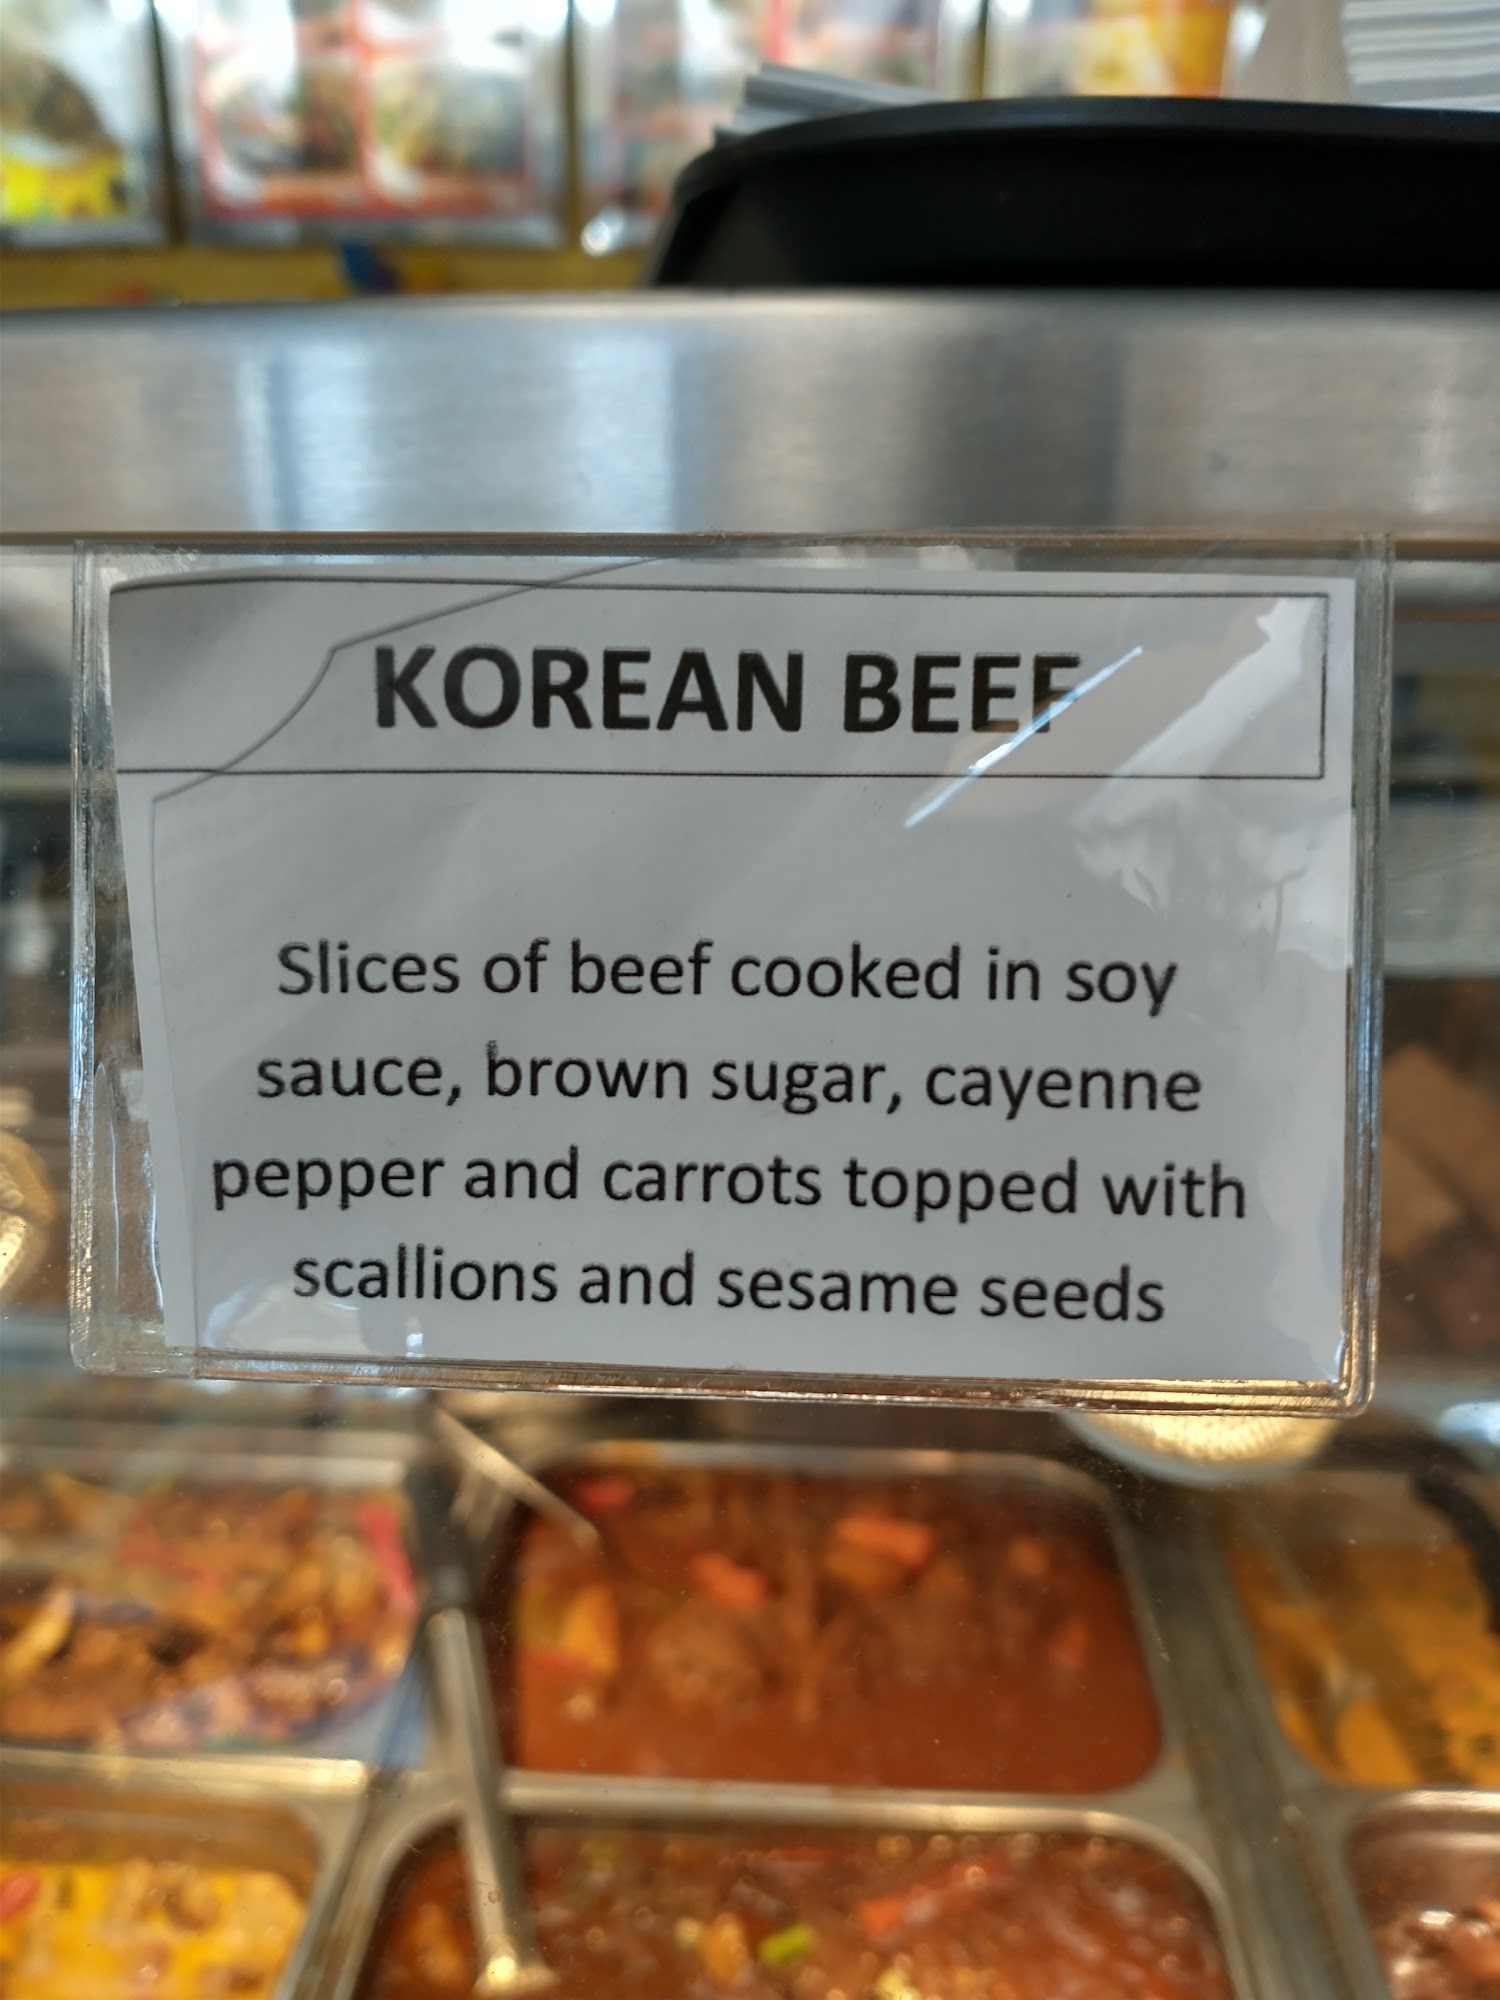 KOREAN BEEF
Slices of beef cooked in soy
sauce, brown sugar, cayenne
pepper and carrots topped with
scallions and sesame seeds